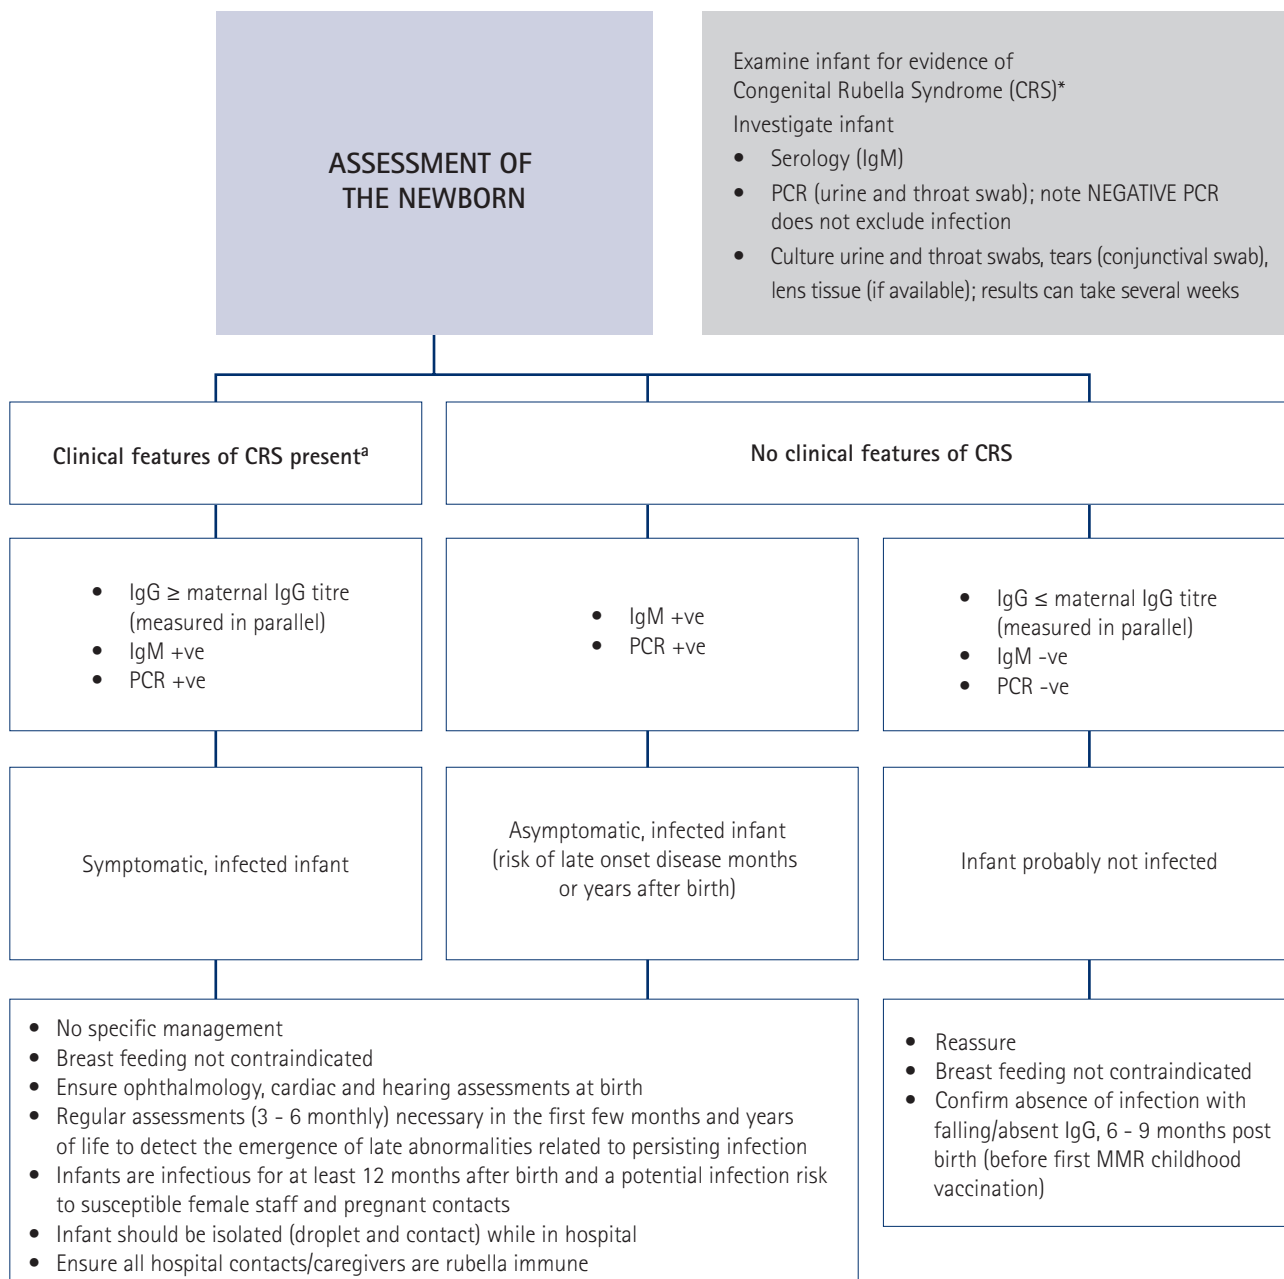 ASSESSMENT OF
THE NEWBORN
Examine infant for evidence of
Congenital Rubella Syndrome (CRS)*
Investigate infant
• Serology (IgM)
• PCR (urine and throat swab); note NEGATIVE PCR
does not exclude infection
• Culture urine and throat swabs, tears (conjunctival swab),
lens tissue (if available); results can take several weeks
Clinical features of CRS presentᵃ
No clinical features of CRS
• IgG ≥ maternal IgG titre
(measured in parallel)
• IgM +ve
• PCR +ve
• IgM +ve
• PCR +ve
• IgG ≤ maternal IgG titre
(measured in parallel)
• IgM -ve
• PCR -ve
Symptomatic, infected infant
Asymptomatic, infected infant
(risk of late onset disease months
or years after birth)
Infant probably not infected
• No specific management
• Breast feeding not contraindicated
• Ensure ophthalmology, cardiac and hearing assessments at birth
• Regular assessments (3 - 6 monthly) necessary in the first few months and years
of life to detect the emergence of late abnormalities related to persisting infection
• Infants are infectious for at least 12 months after birth and a potential infection risk
to susceptible female staff and pregnant contacts
• Infant should be isolated (droplet and contact) while in hospital
• Ensure all hospital contacts/caregivers are rubella immune
• Reassure
• Breast feeding not contraindicated
• Confirm absence of infection with
falling/absent IgG, 6 - 9 months post
birth (before first MMR childhood
vaccination)